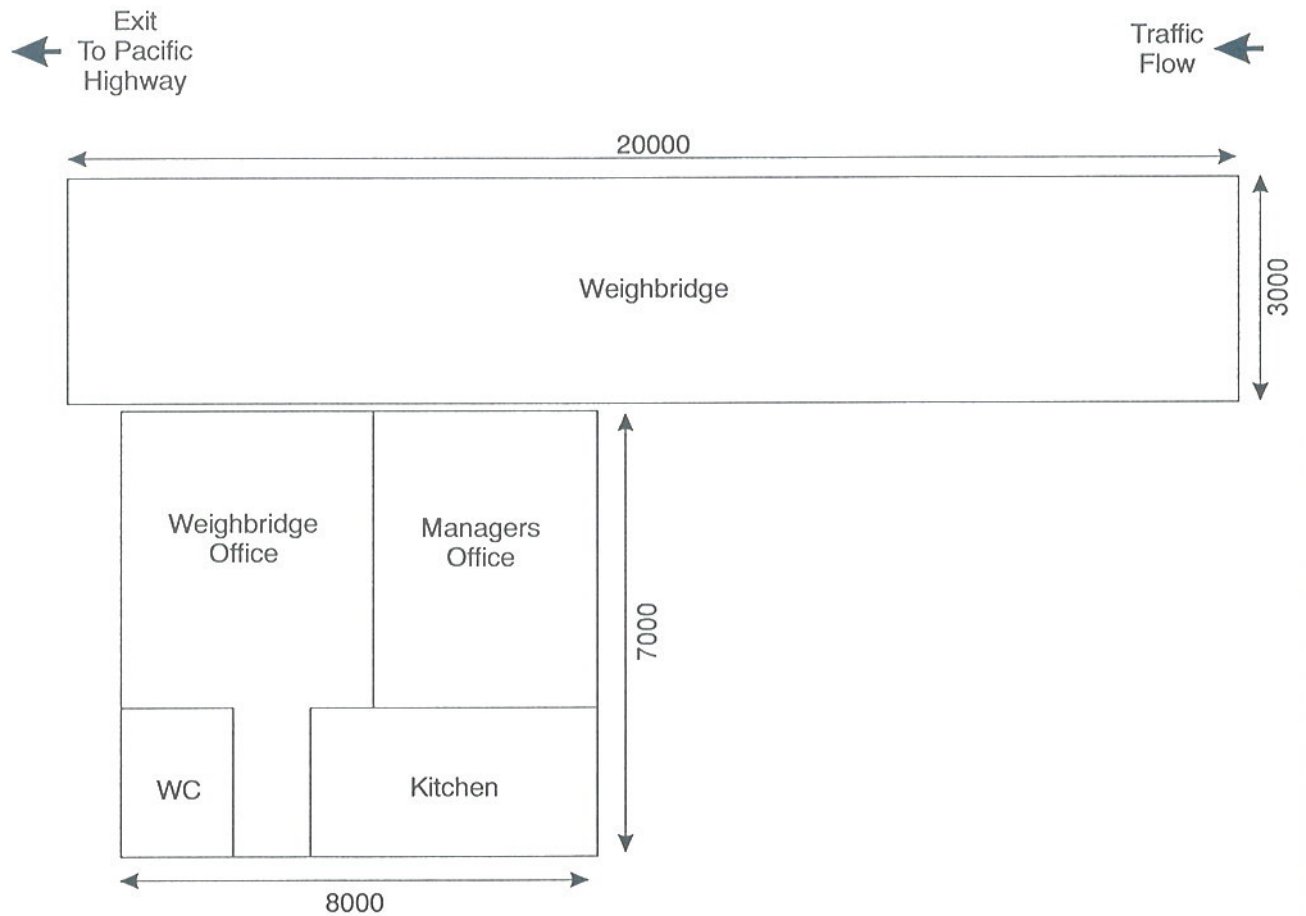 Exit
To Pacific
Highway
Traffic
Flow
20000
Weighbridge
3000
Weighbridge
Office
Managers
Office
7000
WC
Kitchen
8000